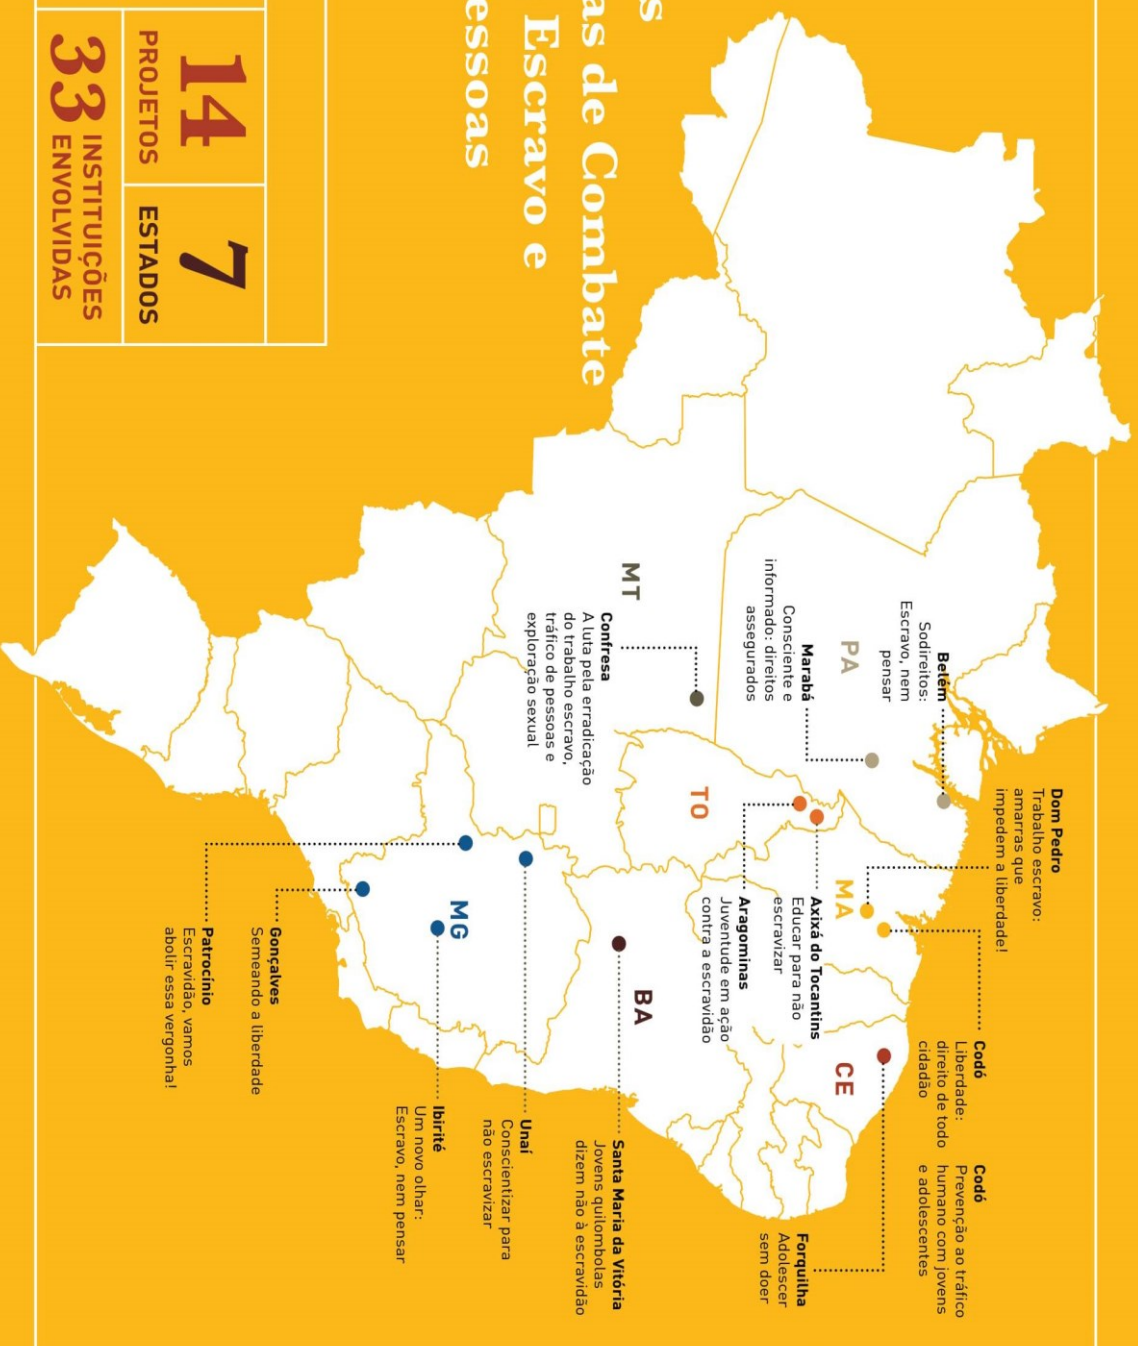 s
as de Combate
Escravo e
essoas
14
PROJETOS
7
ESTADOS
33 INSTITUIÇÕES
ENVOLVIDAS
PA
Belém
Sodireitos:
Escravo, nem
pensar
Marabá
Consciente e
informado: direitos
assegurados
MT
Confresa
A luta pela erradicação
do trabalho escravo,
tráfico de pessoas e
exploração sexual
Dom Pedro
Trabalho escravo:
amarras que
impedem a liberdade!
MA
Codó
Liberdade:
direito de todo
cidadão
Codó
Prevenção ao tráfico
humano com jovens
e adolescentes
TO
Axixá do Tocantins
Educar para não
escravizar
Aragominas
Juventude em ação
contra a escravidão
CE
Forquilha
Adolescer
sem doer
BA
Santa Maria da Vitória
Jovens quilombolas
dizem não à escravidão
MG
Unaí
Conscientizar para
não escravizar
Ibirité
Um novo olhar:
Escravo, nem pensar
Gonçalves
Semeando a liberdade
Patrocínio
Escravidão, vamos
abolir essa vergonha!